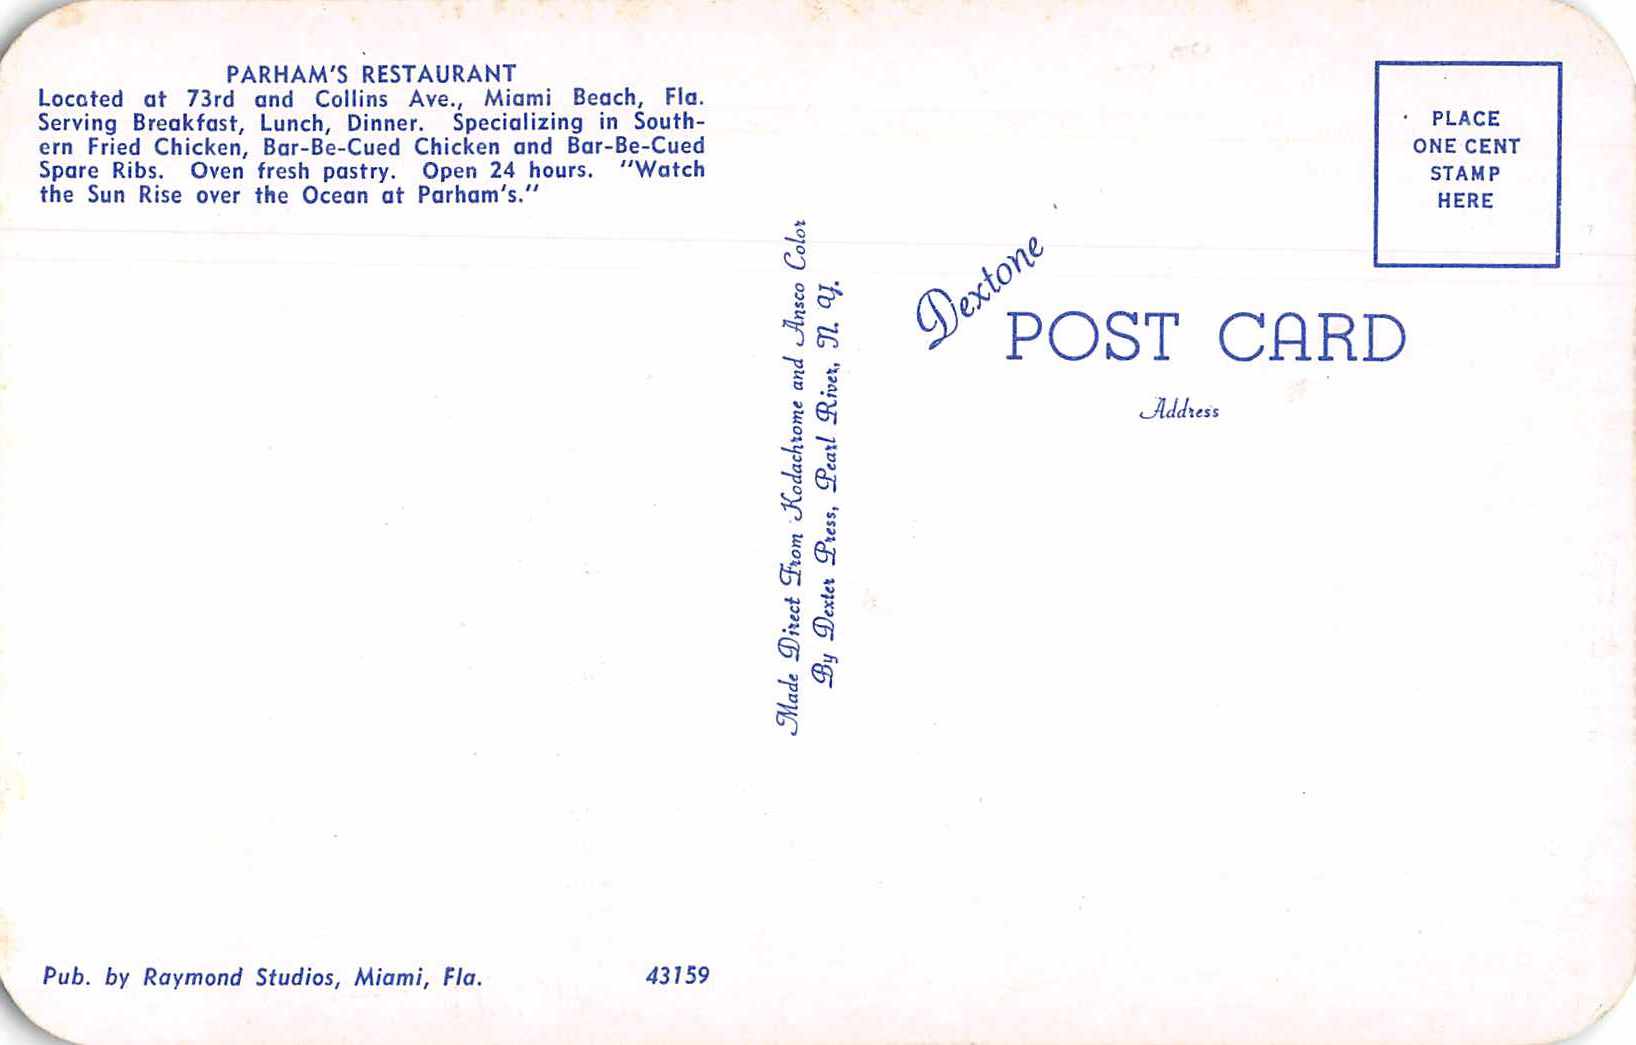 PARHAM'S RESTAURANT
Located at 73rd and Collins Ave., Miami Beach, Fla.
Serving Breakfast, Lunch, Dinner. Specializing in South-
ern Fried Chicken, Bar-Be-Cued Chicken and Bar-Be-Cued
Spare Ribs. Oven fresh pastry. Open 24 hours. "Watch
the Sun Rise over the Ocean at Parham's."
Pub. by Raymond Studios, Miami, Fla. 43159
Made Direct From Kodachrome and Ansco Color
By Dexter Press, Pearl River, N. Y.
PLACE
ONE CENT
STAMP
HERE
Dextone
POST CARD
Address